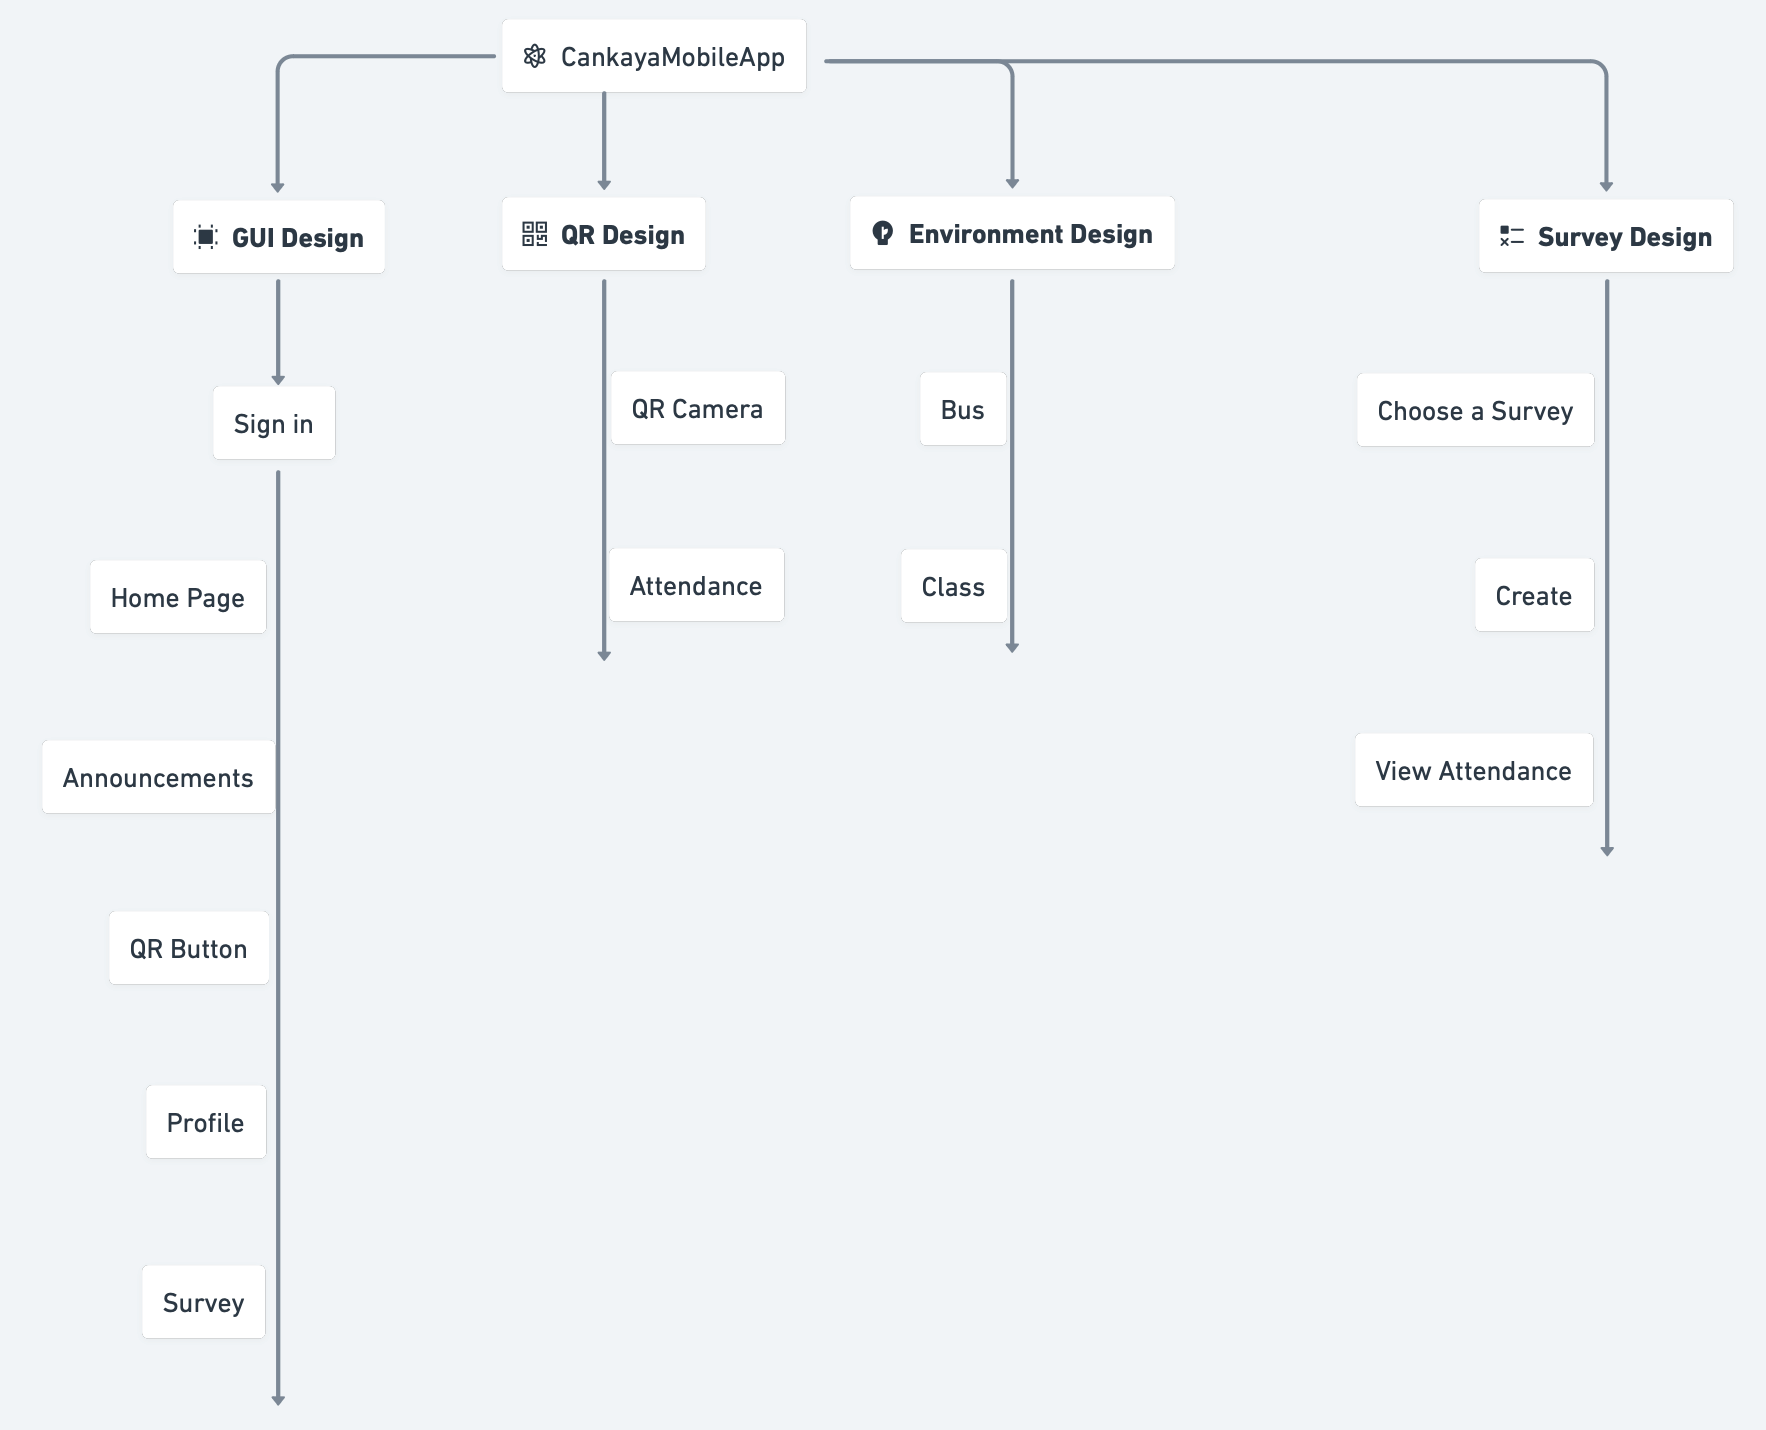 CankayaMobileApp
GUI Design
QR Design
Environment Design
Survey Design
Sign in
Home Page
Announcements
QR Button
Profile
Survey
QR Camera
Attendance
Bus
Class
Choose a Survey
Create
View Attendance